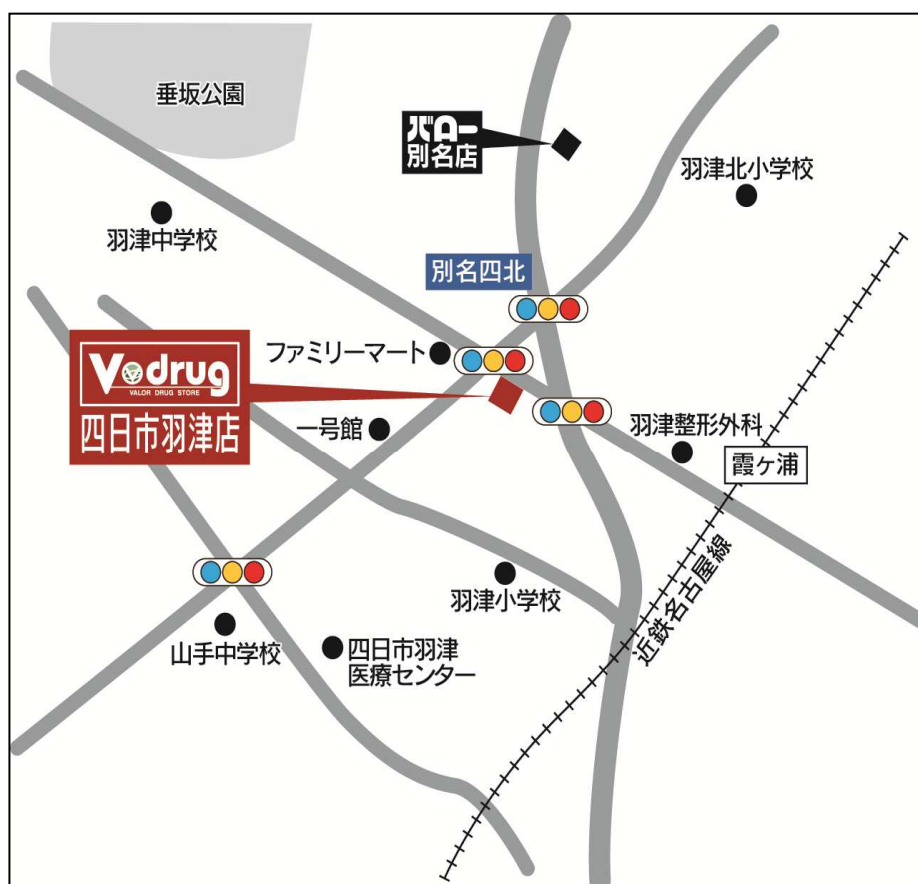 垂坂公園
バロー
別名店
羽津北小学校
羽津中学校
別名四北
ファミリーマート
V drug
VALOR DRUG STORE
四日市羽津店
一号館
羽津整形外科
霞ヶ浦
近鉄名古屋線
羽津小学校
山手中学校
四日市羽津
医療センター